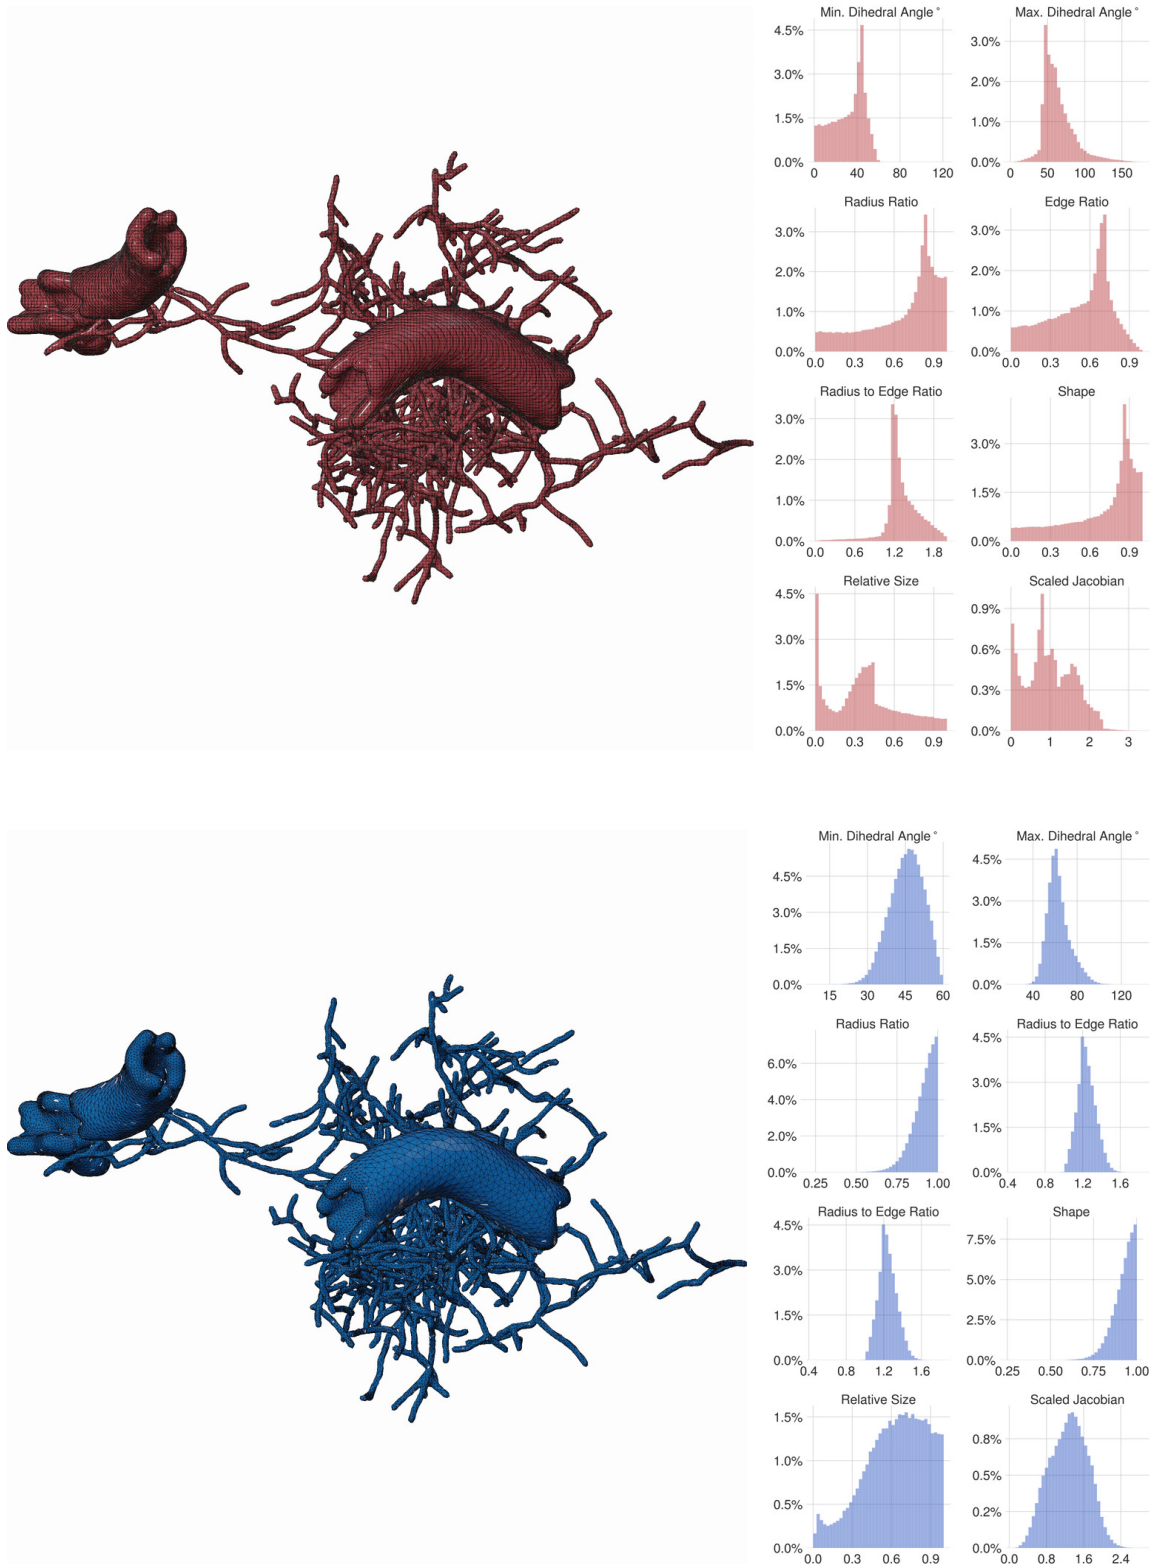 Min. Dihedral Angle °
4.5%
3.0%
1.5%
0.0%
0 40 80 120
Max. Dihedral Angle °
3.0%
2.0%
1.0%
0.0%
0 50 100 150
Radius Ratio
3.0%
2.0%
1.0%
0.0%
0.0 0.3 0.6 0.9
Edge Ratio
3.0%
2.0%
1.0%
0.0%
0.0 0.3 0.6 0.9
Radius to Edge Ratio
3.0%
2.0%
1.0%
0.0%
0.0 0.6 1.2 1.8
Shape
3.0%
1.5%
0.0%
0.0 0.3 0.6 0.9
Relative Size
4.5%
3.0%
1.5%
0.0%
0.0 0.3 0.6 0.9
Scaled Jacobian
0.9%
0.6%
0.3%
0.0%
0 1 2 3
Min. Dihedral Angle °
4.5%
3.0%
1.5%
0.0%
15 30 45 60
Max. Dihedral Angle °
4.5%
3.0%
1.5%
0.0%
40 80 120
Radius Ratio
6.0%
4.0%
2.0%
0.0%
0.25 0.50 0.75 1.00
Radius to Edge Ratio
4.5%
3.0%
1.5%
0.0%
0.4 0.8 1.2 1.6
Radius to Edge Ratio
4.5%
3.0%
1.5%
0.0%
0.4 0.8 1.2 1.6
Shape
7.5%
5.0%
2.5%
0.0%
0.25 0.50 0.75 1.00
Relative Size
1.5%
1.0%
0.5%
0.0%
0.0 0.3 0.6 0.9
Scaled Jacobian
0.8%
0.5%
0.2%
0.0%
0.0 0.8 1.6 2.4